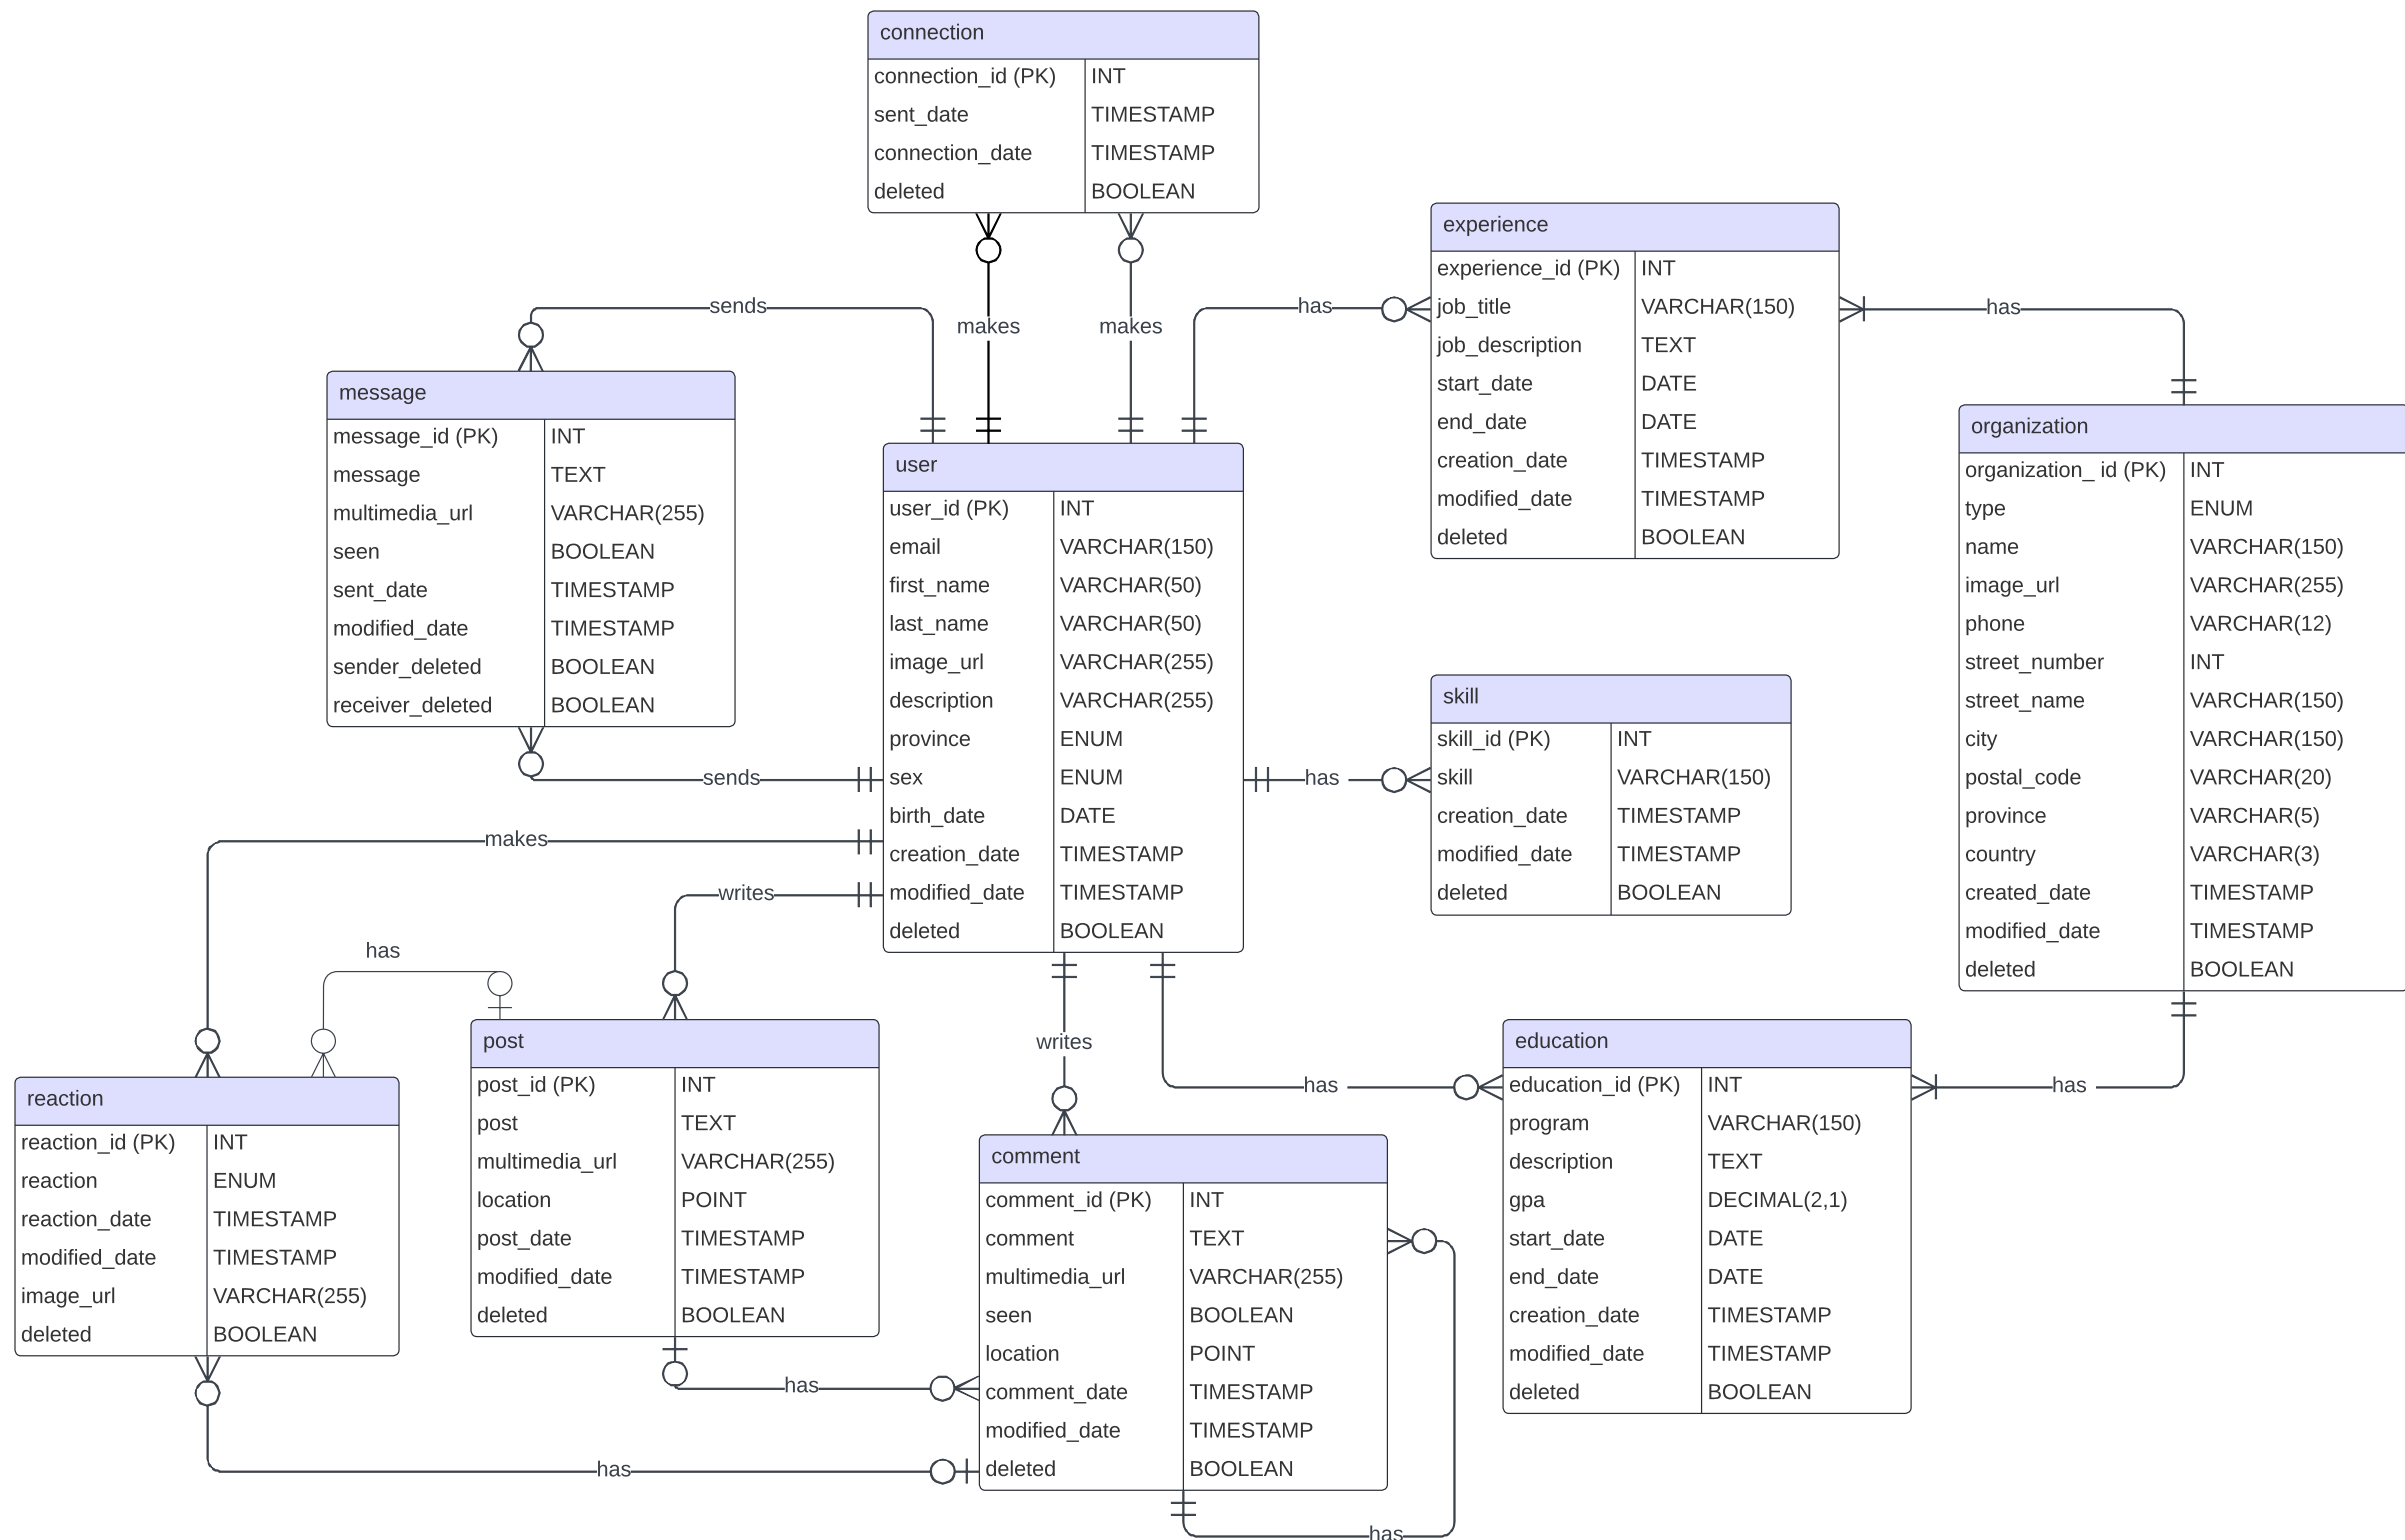 connection
connection_id (PK) INT
sent_date TIMESTAMP
connection_date TIMESTAMP
deleted BOOLEAN
makes
makes
sends
has
has
experience
experience_id (PK) INT
job_title VARCHAR(150)
job_description TEXT
start_date DATE
end_date DATE
creation_date TIMESTAMP
modified_date TIMESTAMP
deleted BOOLEAN
message
message_id (PK) INT
message TEXT
multimedia_url VARCHAR(255)
seen BOOLEAN
sent_date TIMESTAMP
modified_date TIMESTAMP
sender_deleted BOOLEAN
receiver_deleted BOOLEAN
sends
user
user_id (PK) INT
email VARCHAR(150)
first_name VARCHAR(50)
last_name VARCHAR(50)
image_url VARCHAR(255)
description VARCHAR(255)
province ENUM
sex ENUM
birth_date DATE
creation_date TIMESTAMP
modified_date TIMESTAMP
deleted BOOLEAN
has
skill
skill_id (PK) INT
skill VARCHAR(150)
creation_date TIMESTAMP
modified_date TIMESTAMP
deleted BOOLEAN
organization
organization_ id (PK) INT
type ENUM
name VARCHAR(150)
image_url VARCHAR(255)
phone VARCHAR(12)
street_number INT
street_name VARCHAR(150)
city VARCHAR(150)
postal_code VARCHAR(20)
province VARCHAR(5)
country VARCHAR(3)
created_date TIMESTAMP
modified_date TIMESTAMP
deleted BOOLEAN
makes
writes
has
writes
has
has
reaction
reaction_id (PK) INT
reaction ENUM
reaction_date TIMESTAMP
modified_date TIMESTAMP
image_url VARCHAR(255)
deleted BOOLEAN
post
post_id (PK) INT
post TEXT
multimedia_url VARCHAR(255)
location POINT
post_date TIMESTAMP
modified_date TIMESTAMP
deleted BOOLEAN
has
has
comment
comment_id (PK) INT
comment TEXT
multimedia_url VARCHAR(255)
seen BOOLEAN
location POINT
comment_date TIMESTAMP
modified_date TIMESTAMP
deleted BOOLEAN
has
education
education_id (PK) INT
program VARCHAR(150)
description TEXT
gpa DECIMAL(2,1)
start_date DATE
end_date DATE
creation_date TIMESTAMP
modified_date TIMESTAMP
deleted BOOLEAN